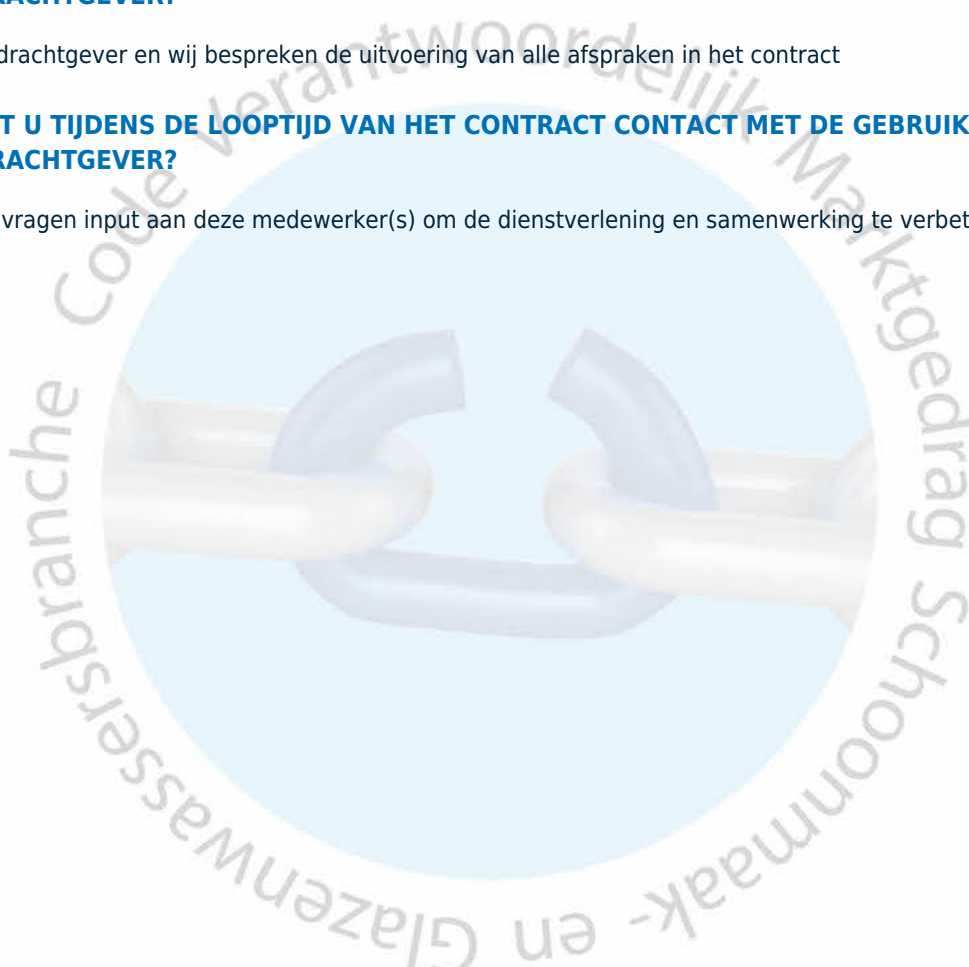 RACHTGEVER?
drachtgever en wij bespreken de uitvoering van alle afspraken in het contract
T U TIJDENS DE LOOPTIJD VAN HET CONTRACT CONTACT MET DE GEBRUIK
RACHTGEVER?
vragen input aan deze medewerker(s) om de dienstverlening en samenwerking te verbet
Code Verantwoordelijk Marktgedrag Schoonmaak- en Glazenwassersbranche